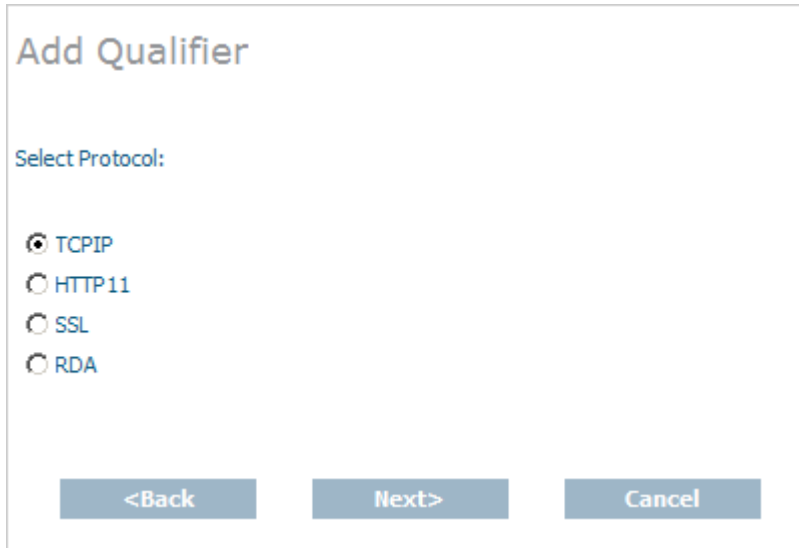 Add Qualifier
Select Protocol:
TCPIP
HTTP11
SSL
RDA
<Back Next> Cancel